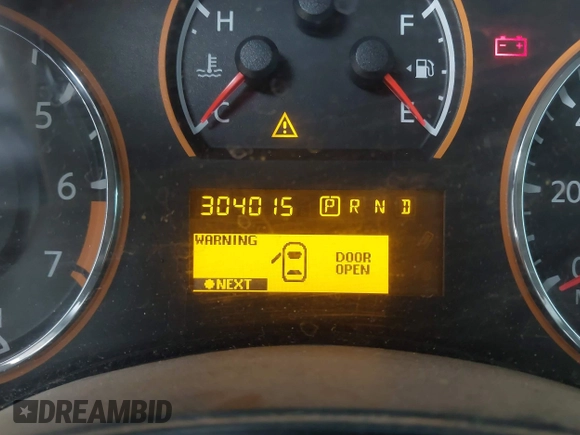 H
F
C
E
5
6
7
20
304015 P R N D
WARNING
DOOR
OPEN
NEXT
DREAMBID